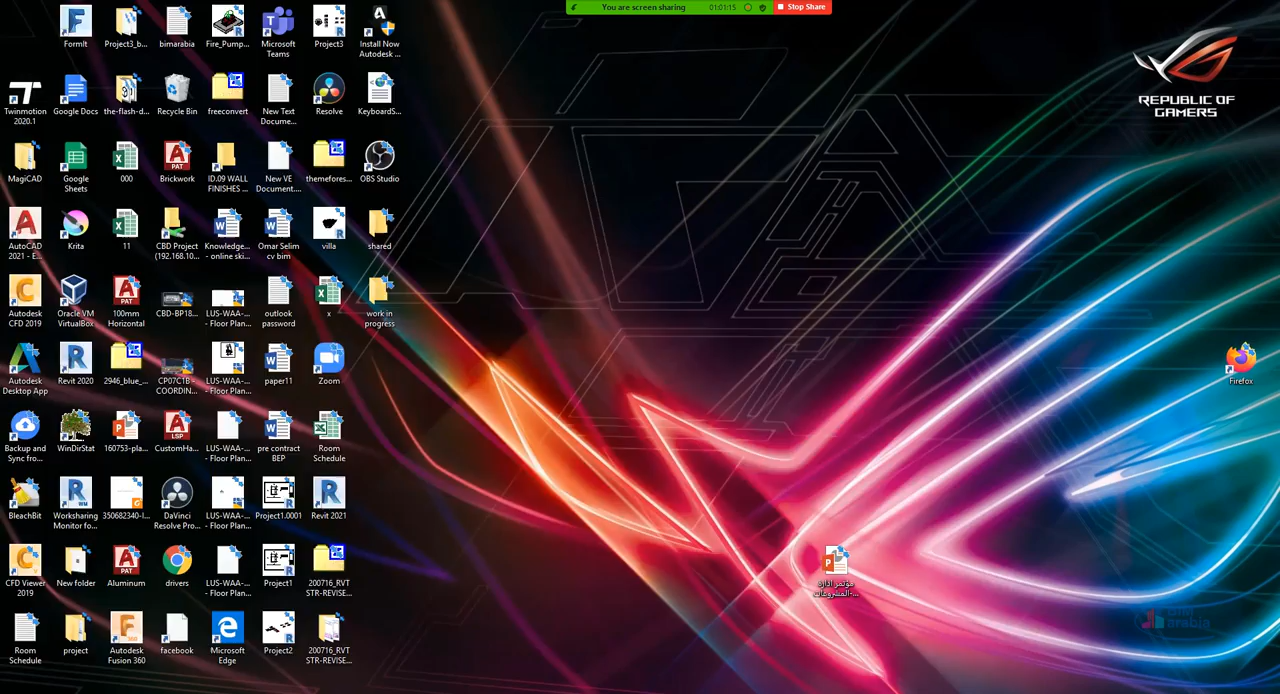 You are screen sharing 01:01:15 Stop Share
FormIt
Project3_b...
bimarabia
Fire_Pump...
Microsoft
Teams
Project3
Install Now
Autodesk ...
Twinmotion
2020.1
Google Docs
the-flash-d...
Recycle Bin
freeconvert
New Text
Docume...
Resolve
KeyboardS...
MagiCAD
Google
Sheets
000
Brickwork
ID.09 WALL
FINISHES ...
New VE
Document...
themefores...
OBS Studio
AutoCAD
2021 - E...
Krita
11
CBD Project
(192.168.10...
Knowledge...
- online ski...
Omar Selim
cv bim
villa
shared
Autodesk
CFD 2019
Oracle VM
VirtualBox
100mm
Horizontal
CBD-BP18...
LUS-WAA-...
- Floor Plan...
outlook
password
x
work in
progress
Autodesk
Desktop App
Revit 2020
2946_blue_...
CP07C1B -
COORDIN...
LUS-WAA-...
- Floor Plan...
paper11
Zoom
Backup and
Sync fro...
WinDirStat
160753-pla...
CustomHa...
LUS-WAA-...
- Floor Plan...
pre contract
BEP
Room
Schedule
BleachBit
Worksharing
Monitor fo...
350682340-I...
DaVinci
Resolve Pro...
LUS-WAA-...
- Floor Plan...
Project1.0001
Revit 2021
CFD Viewer
2019
New folder
Aluminum
drivers
LUS-WAA-...
- Floor Plan...
Project1
200716_RVT
STR-REVISE...
Room
Schedule
project
Autodesk
Fusion 360
facebook
Microsoft
Edge
Project2
200716_RVT
STR-REVISE...
REPUBLIC OF
GAMERS
Firefox
مؤتمر ادارة
المشروعات-...
bim
arabia